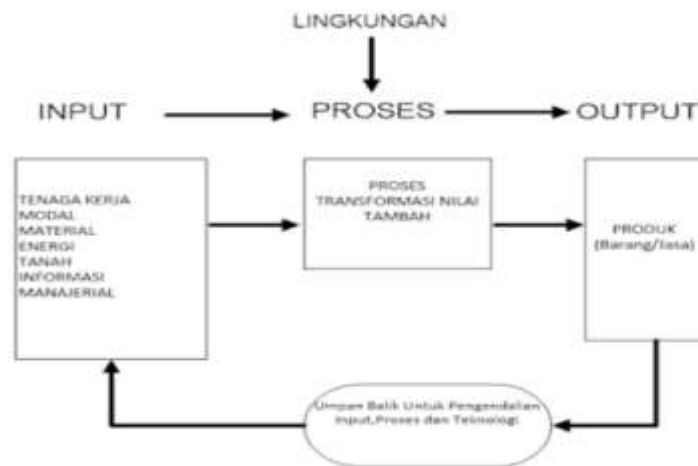 LINGKUNGAN
INPUT PROSES OUTPUT
TENAGA KERJA
MODAL
MATERIAL
ENERGI
TANAH
INFORMASI
MANAJERIAL
PROSES
TRANSFORMASI NILAI
TAMBAH
PRODUK
(Barang/Jasa)
Umpan Balik Untuk Pengendalian
Input,Proses dan Teknologi